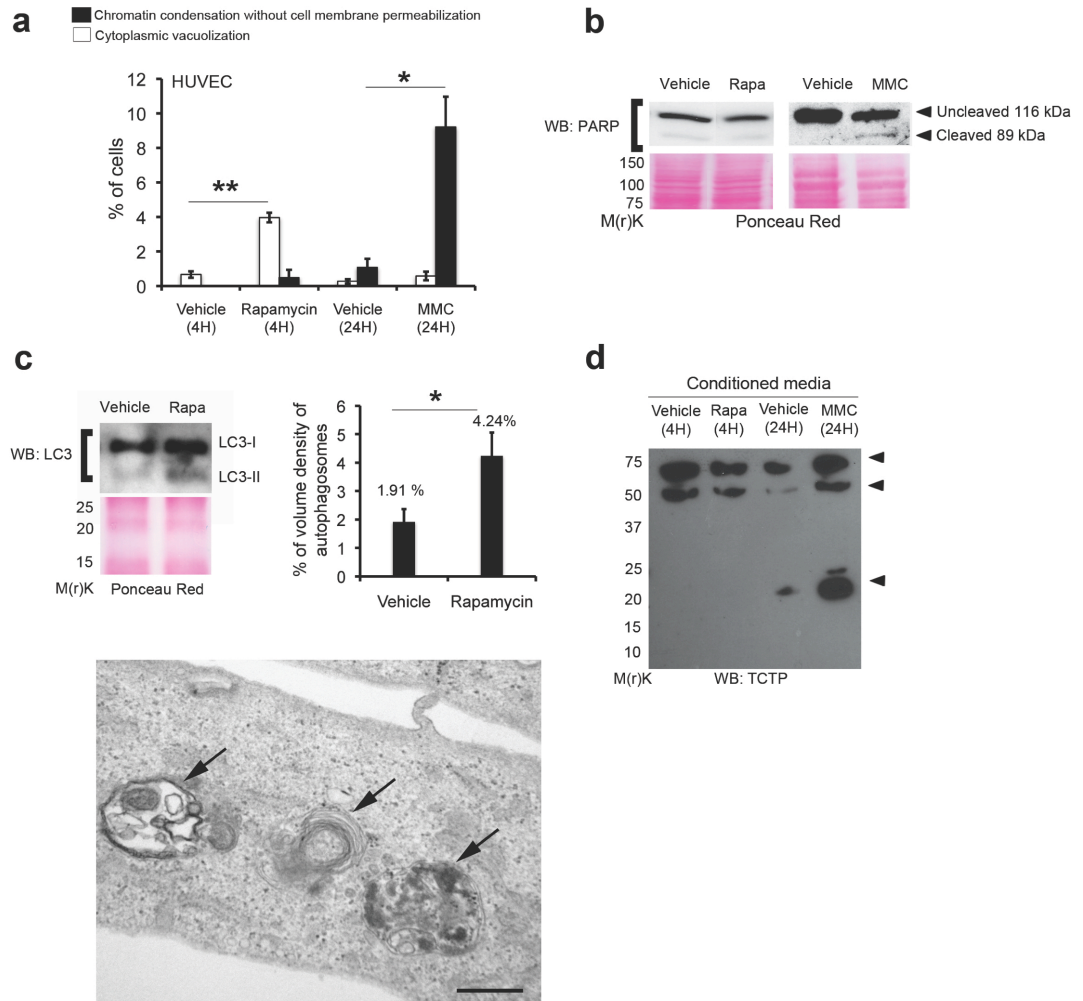 a
Chromatin condensation without cell membrane permeabilization
Cytoplasmic vacuolization
HUVEC
% of cells
12
10
8
6
4
2
0
**
*
Vehicle (4H)
Rapamycin (4H)
Vehicle (24H)
MMC (24H)
b
Vehicle Rapa Vehicle MMC
WB: PARP
Uncleaved 116 kDa
Cleaved 89 kDa
150
100
75
M(r)K Ponceau Red
c
Vehicle Rapa
WB: LC3
LC3-I
LC3-II
25
20
15
M(r)K Ponceau Red
% of volume density of
autophagosomes
6
5
4
3
2
1
0
*
1.91 %
4.24%
Vehicle Rapamycin
d
Conditioned media
Vehicle Rapa Vehicle MMC
(4H) (4H) (24H) (24H)
75
50
37
25
20
15
10
M(r)K WB: TCTP